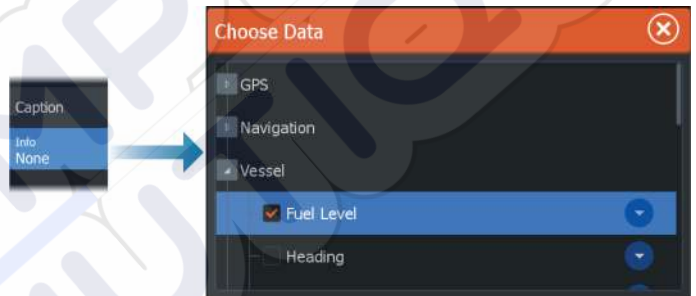 Caption
Info
None
Choose Data
GPS
Navigation
Vessel
Fuel Level
Heading